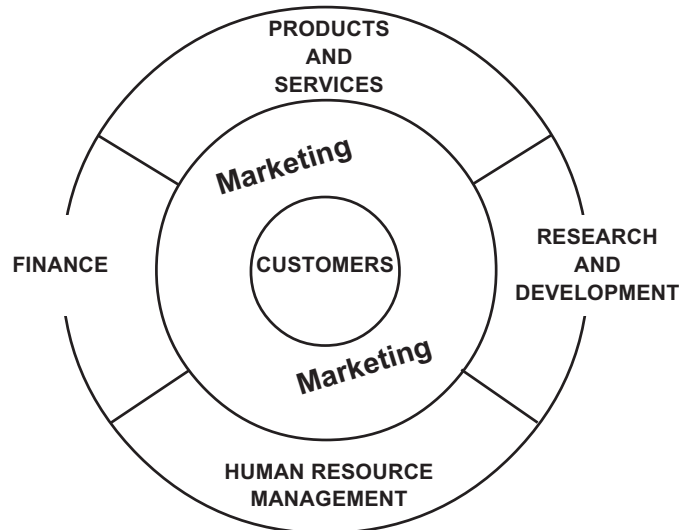 PRODUCTS
AND
SERVICES
Marketing
FINANCE
CUSTOMERS
RESEARCH
AND
DEVELOPMENT
Marketing
HUMAN RESOURCE
MANAGEMENT